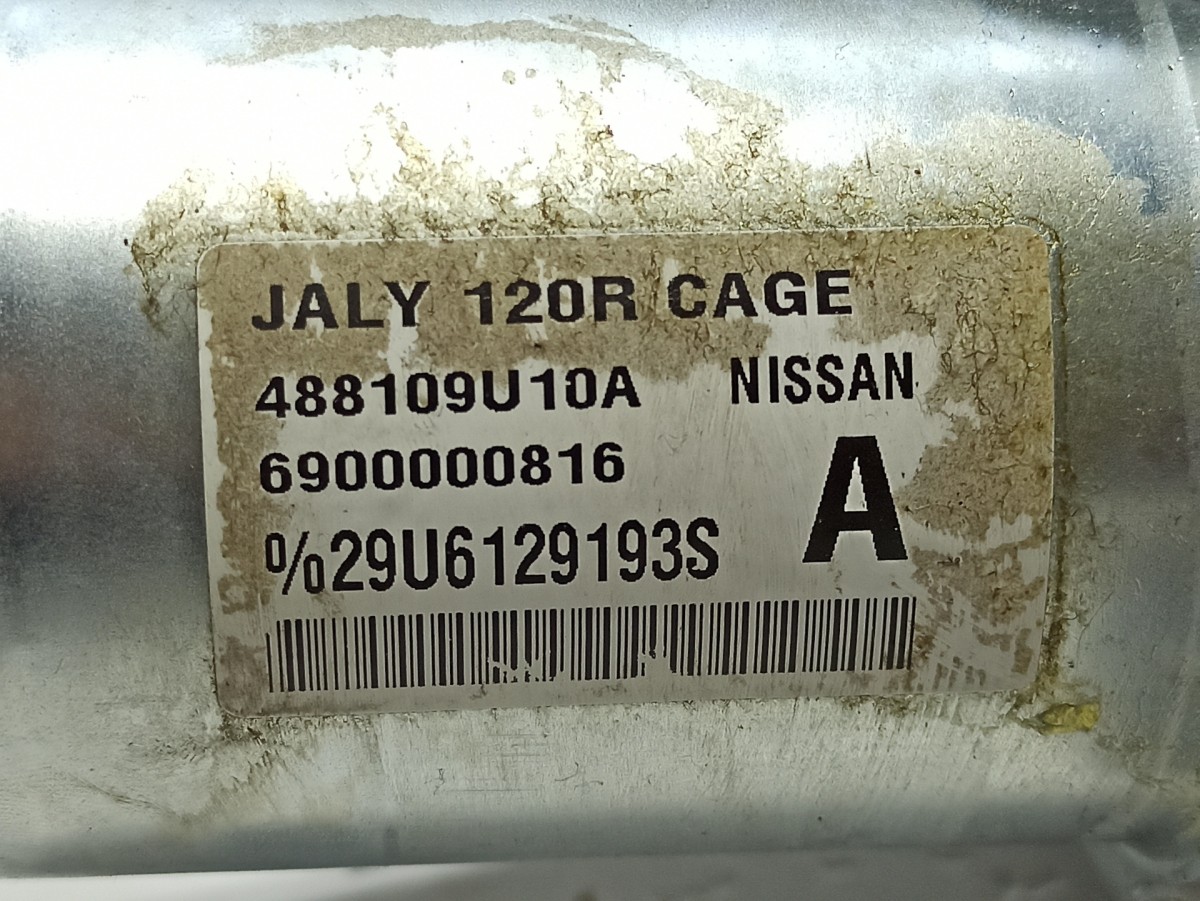 JALY 120R CAGE
488109U10A NISSAN
6900000816
A
%29U6129193S